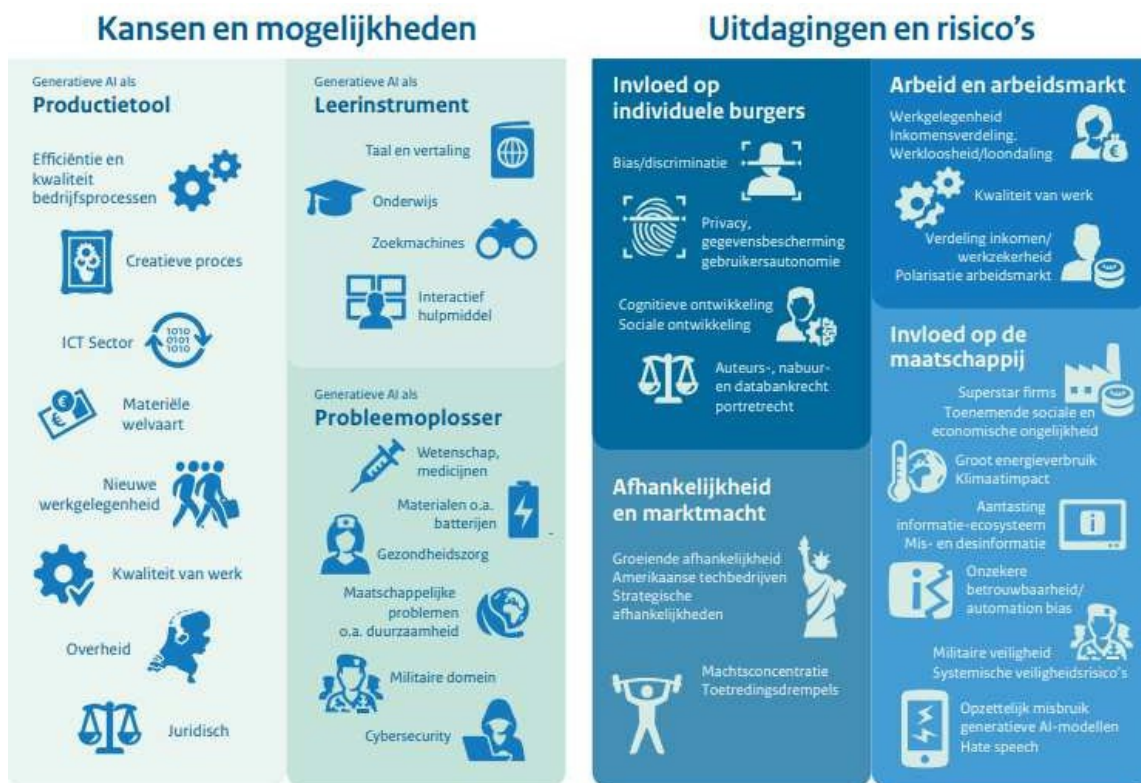 Kansen en mogelijkheden
Generatieve AI als
Productietool
Efficiëntie en
kwaliteit
bedrijfsprocessen
Creatieve proces
ICT Sector
1010
0101
1010
Materiële
welvaart
Nieuwe
werkgelegenheid
Kwaliteit van werk
Overheid
Juridisch
Generatieve AI als
Leerinstrument
Taal en vertaling
Onderwijs
Zoekmachines
Interactief
hulpmiddel
Generatieve AI als
Probleemoplosser
Wetenschap,
medicijnen
Materialen o.a.
batterijen
Gezondheidszorg
Maatschappelijke
problemen
o.a. duurzaamheid
Militaire domein
Cybersecurity
Uitdagingen en risico's
Invloed op
individuele burgers
Bias/discriminatie
Privacy,
gegevensbescherming
gebruikersautonomie
Cognitieve ontwikkeling
Sociale ontwikkeling
Auteurs-, nabuur-
en databankrecht
portretrecht
Afhankelijkheid
en marktmacht
Groeiende afhankelijkheid
Amerikaanse techbedrijven
Strategische
afhankelijkheden
Machtsconcentratie
Toetredingsdrempels
Arbeid en arbeidsmarkt
Werkgelegenheid
Inkomensverdeling.
Werkloosheid/loondaling
Kwaliteit van werk
Verdeling inkomen/
werkzekerheid
Polarisatie arbeidsmarkt
Invloed op de
maatschappij
Superstar firms
Toenemende sociale en
economische ongelijkheid
Groot energieverbruik
Klimaatimpact
Aantasting
informatie-ecosysteem
Mis- en desinformatie
Onzekere
betrouwbaarheid/
automation bias
Militaire veiligheid
Systemische veiligheidsrisico's
Opzettelijk misbruik
generatieve AI-modellen
Hate speech